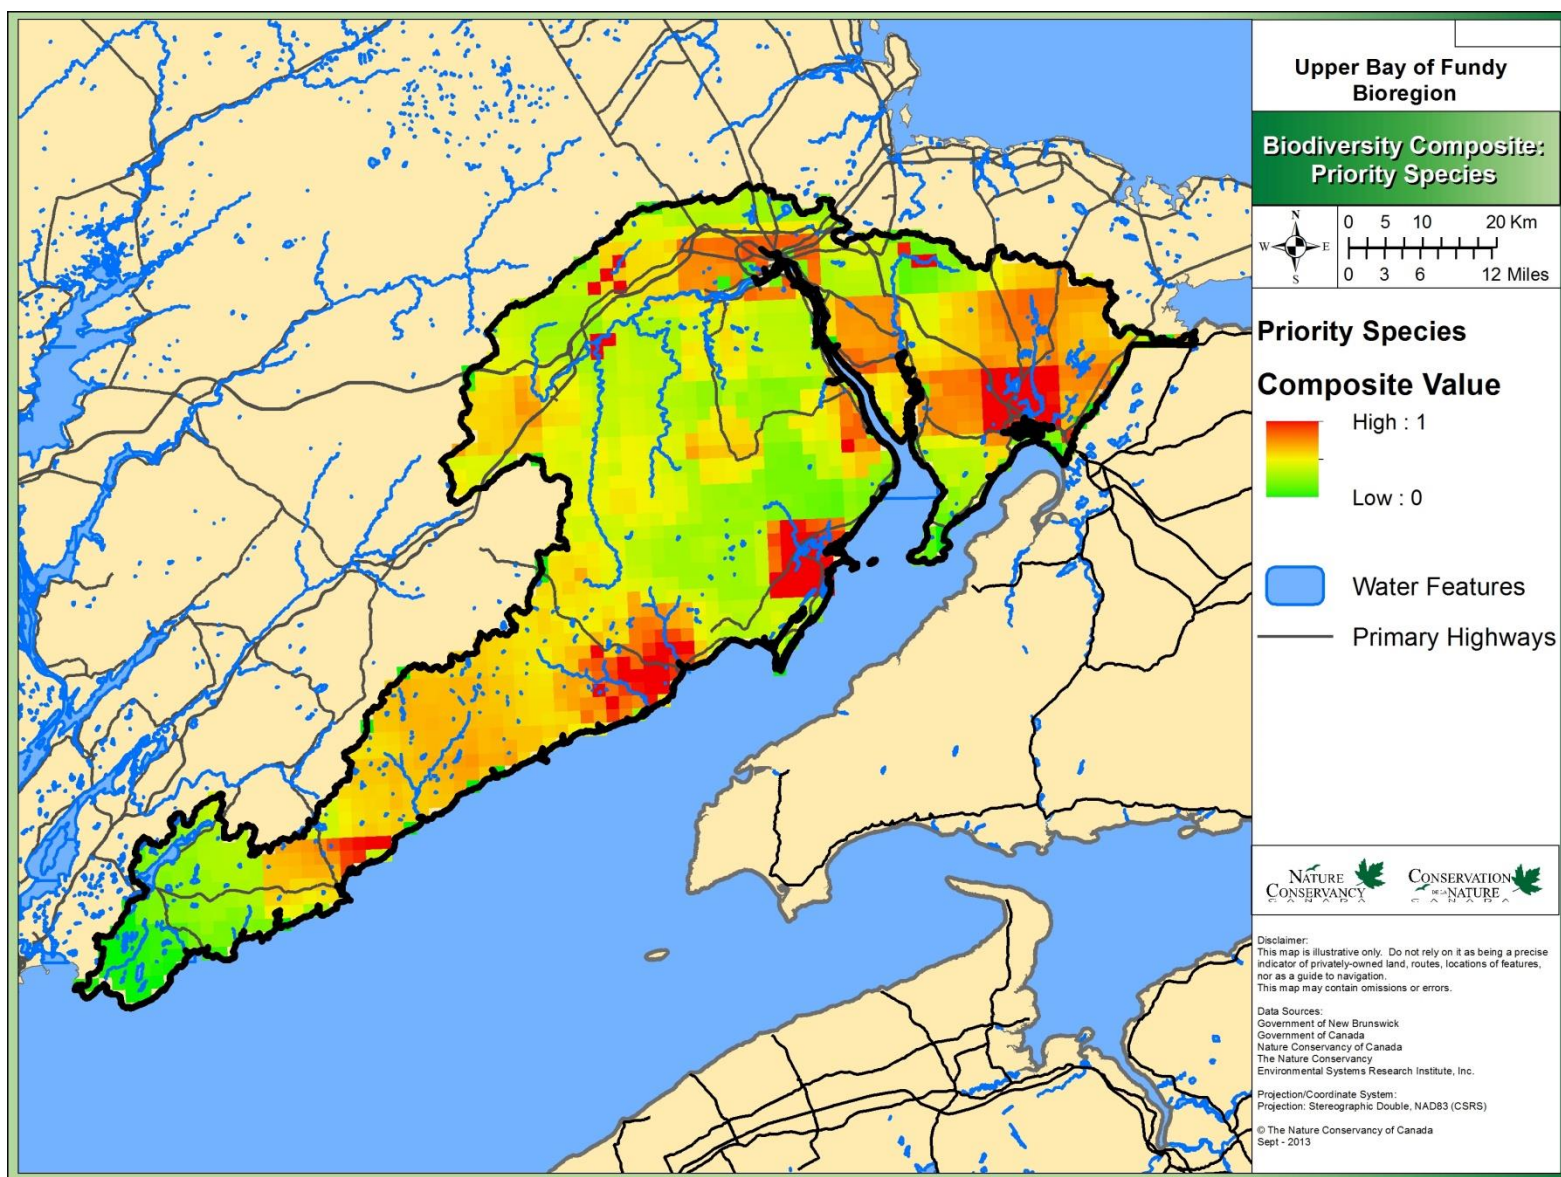 Upper Bay of Fundy
Bioregion
Biodiversity Composite:
Priority Species
N
W E
S
0 5 10 20 Km
0 3 6 12 Miles
Priority Species
Composite Value
High : 1
Low : 0
Water Features
Primary Highways
NATURE
CONSERVANCY
CANADA
CONSERVATION
DE LA NATURE
CANADA
Disclaimer:
This map is illustrative only. Do not rely on it as being a precise
indicator of privately-owned land, routes, locations of features,
nor as a guide to navigation.
This map may contain omissions or errors.
Data Sources:
Government of New Brunswick
Government of Canada
Nature Conservancy of Canada
The Nature Conservancy
Environmental Systems Research Institute, Inc.
Projection/Coordinate System:
Projection: Stereographic Double, NAD83 (CSRS)
© The Nature Conservancy of Canada
Sept - 2013